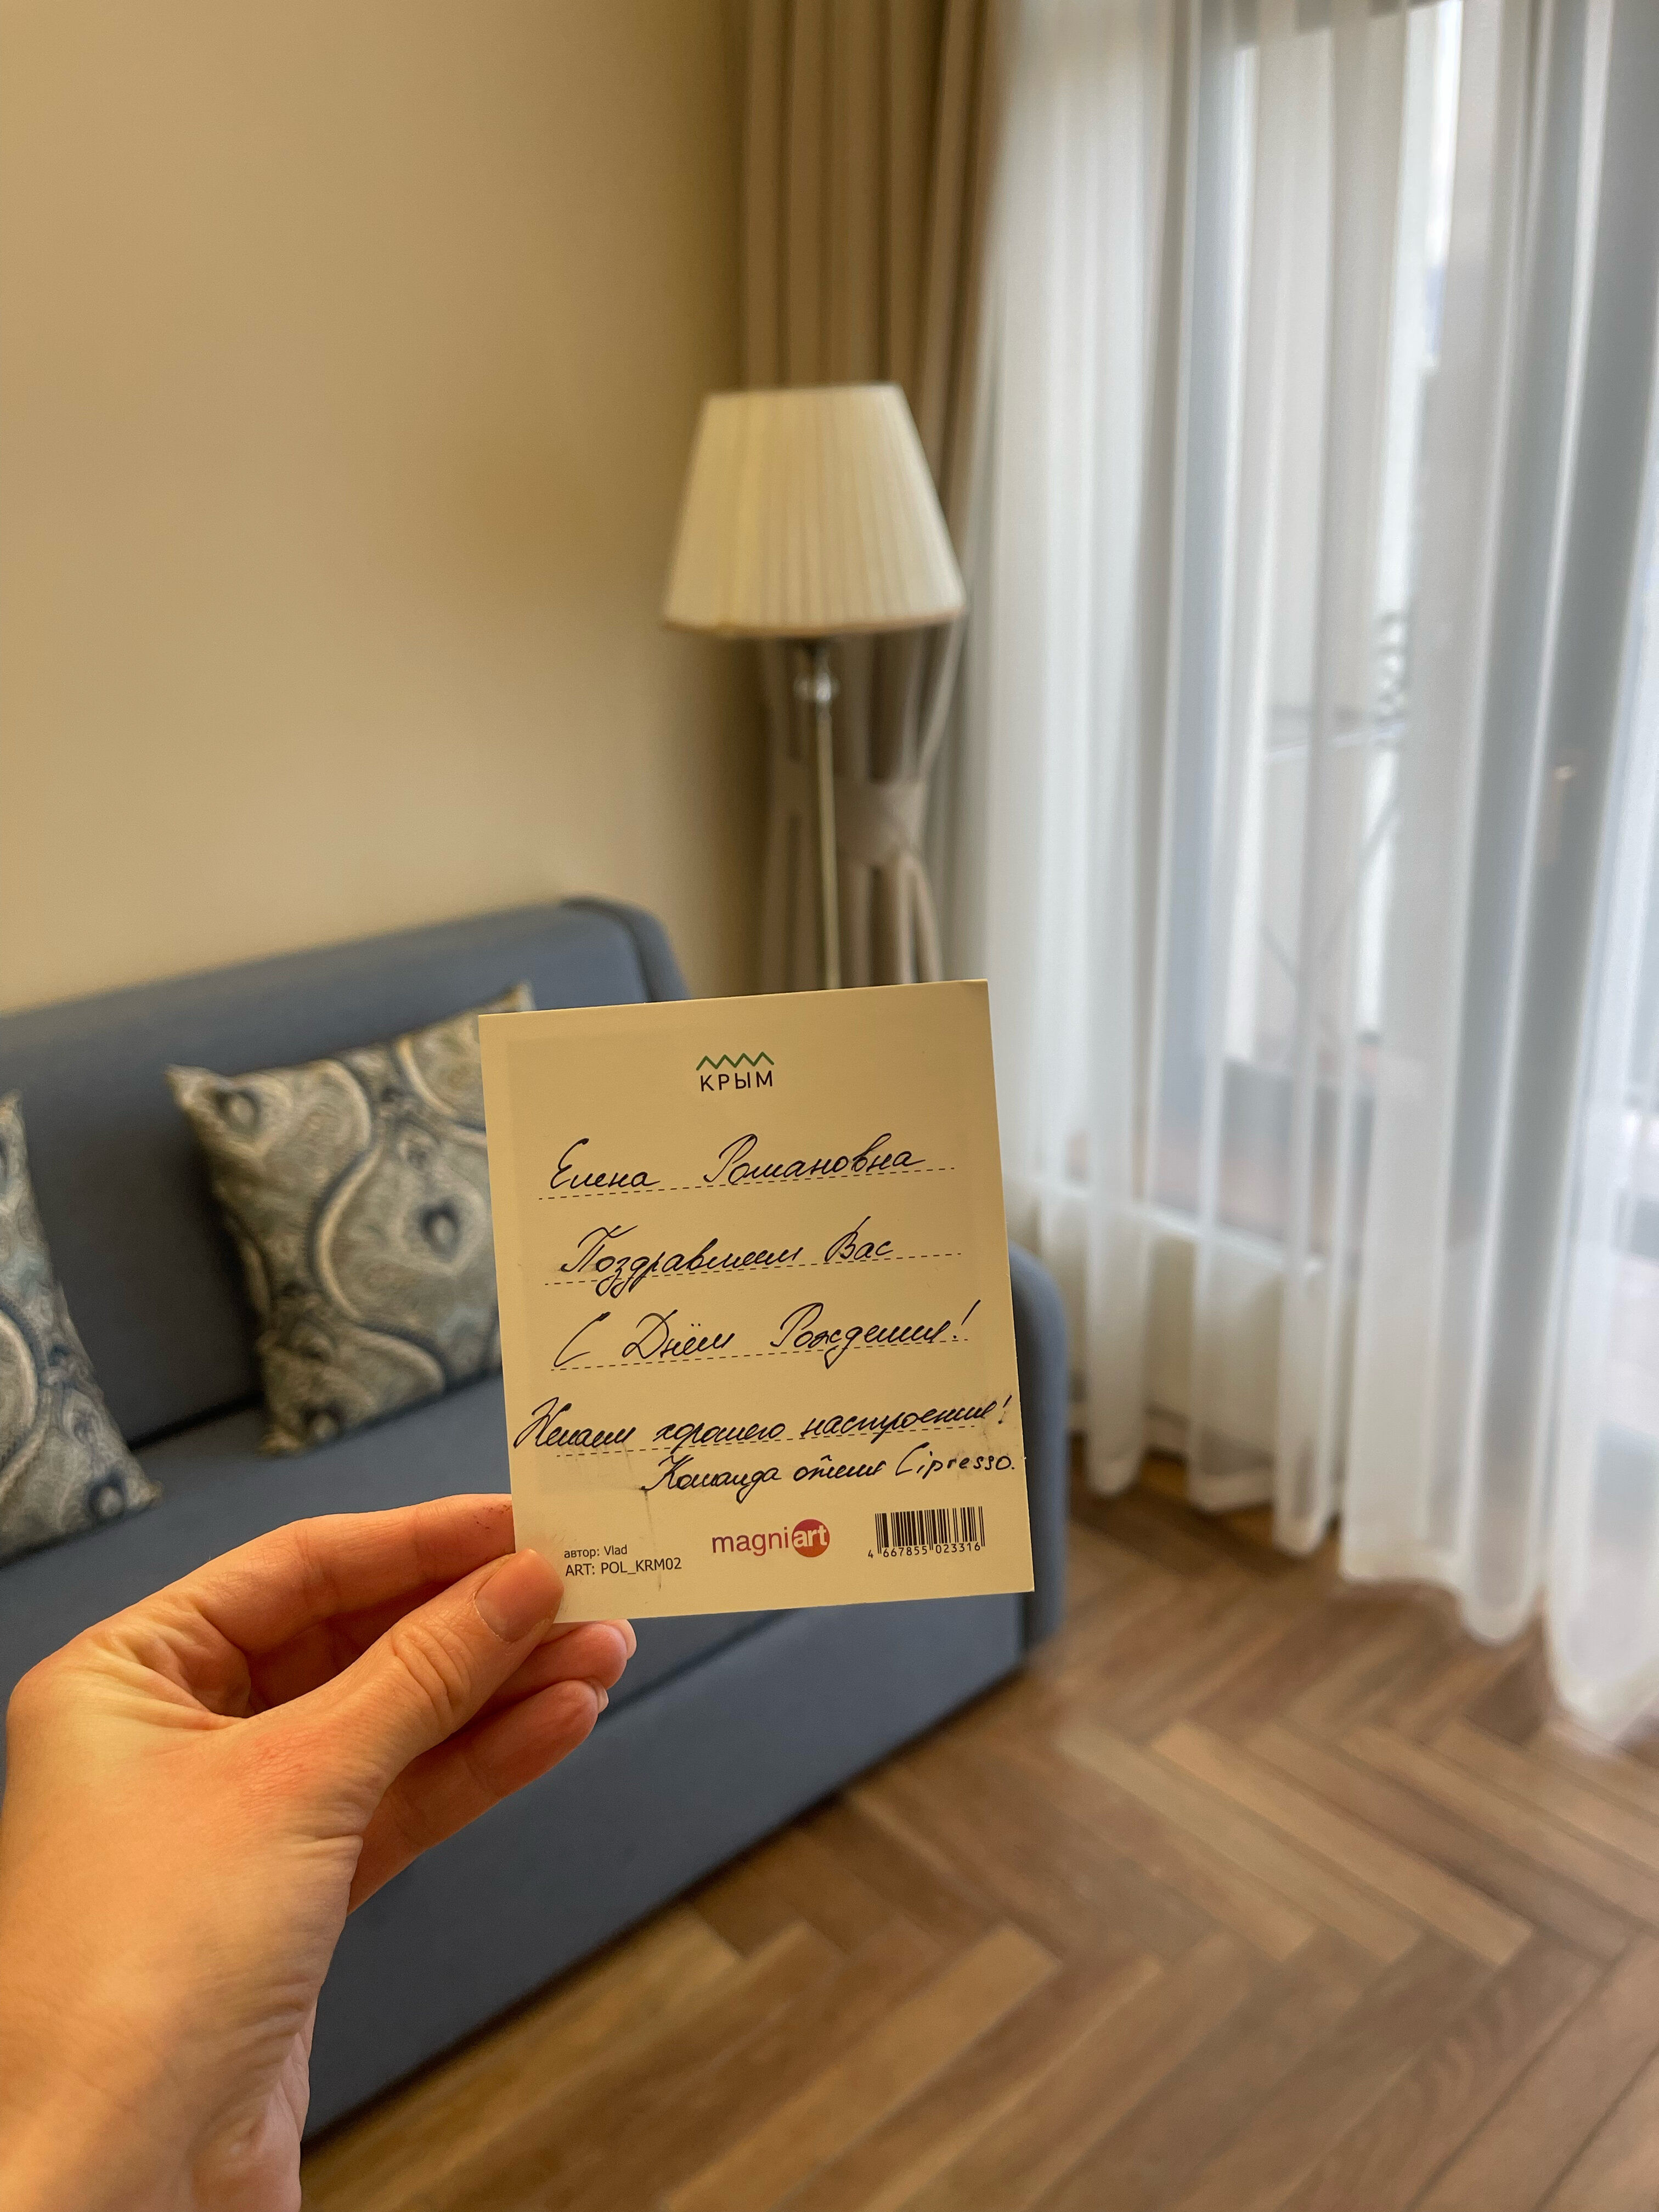 КРЫМ
Елена Романовна
Поздравляем Вас
С Днём Рождения!
Желаем хорошего настроения!
Команда отеля Cipresso.
magniart
автор: Vlad
ART: POL_KRM02
4 667855 023316